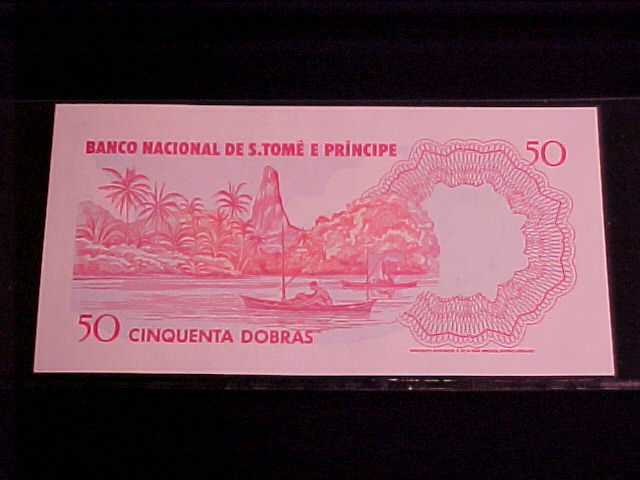 BANCO NACIONAL DE S.TOMÉ E PRÍNCIPE
50
50 CINQUENTA DOBRAS